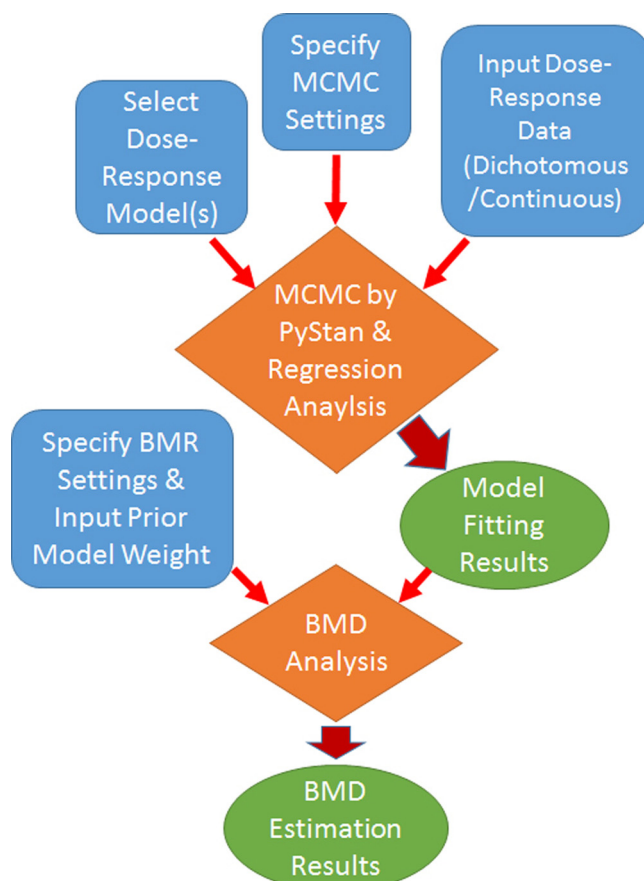 Select
Dose-
Response
Model(s)
Specify
MCMC
Settings
Input Dose-
Response
Data
(Dichotomous
/Continuous)
MCMC by
PyStan &
Regression
Anaylsis
Specify BMR
Settings &
Input Prior
Model Weight
Model
Fitting
Results
BMD
Analysis
BMD
Estimation
Results